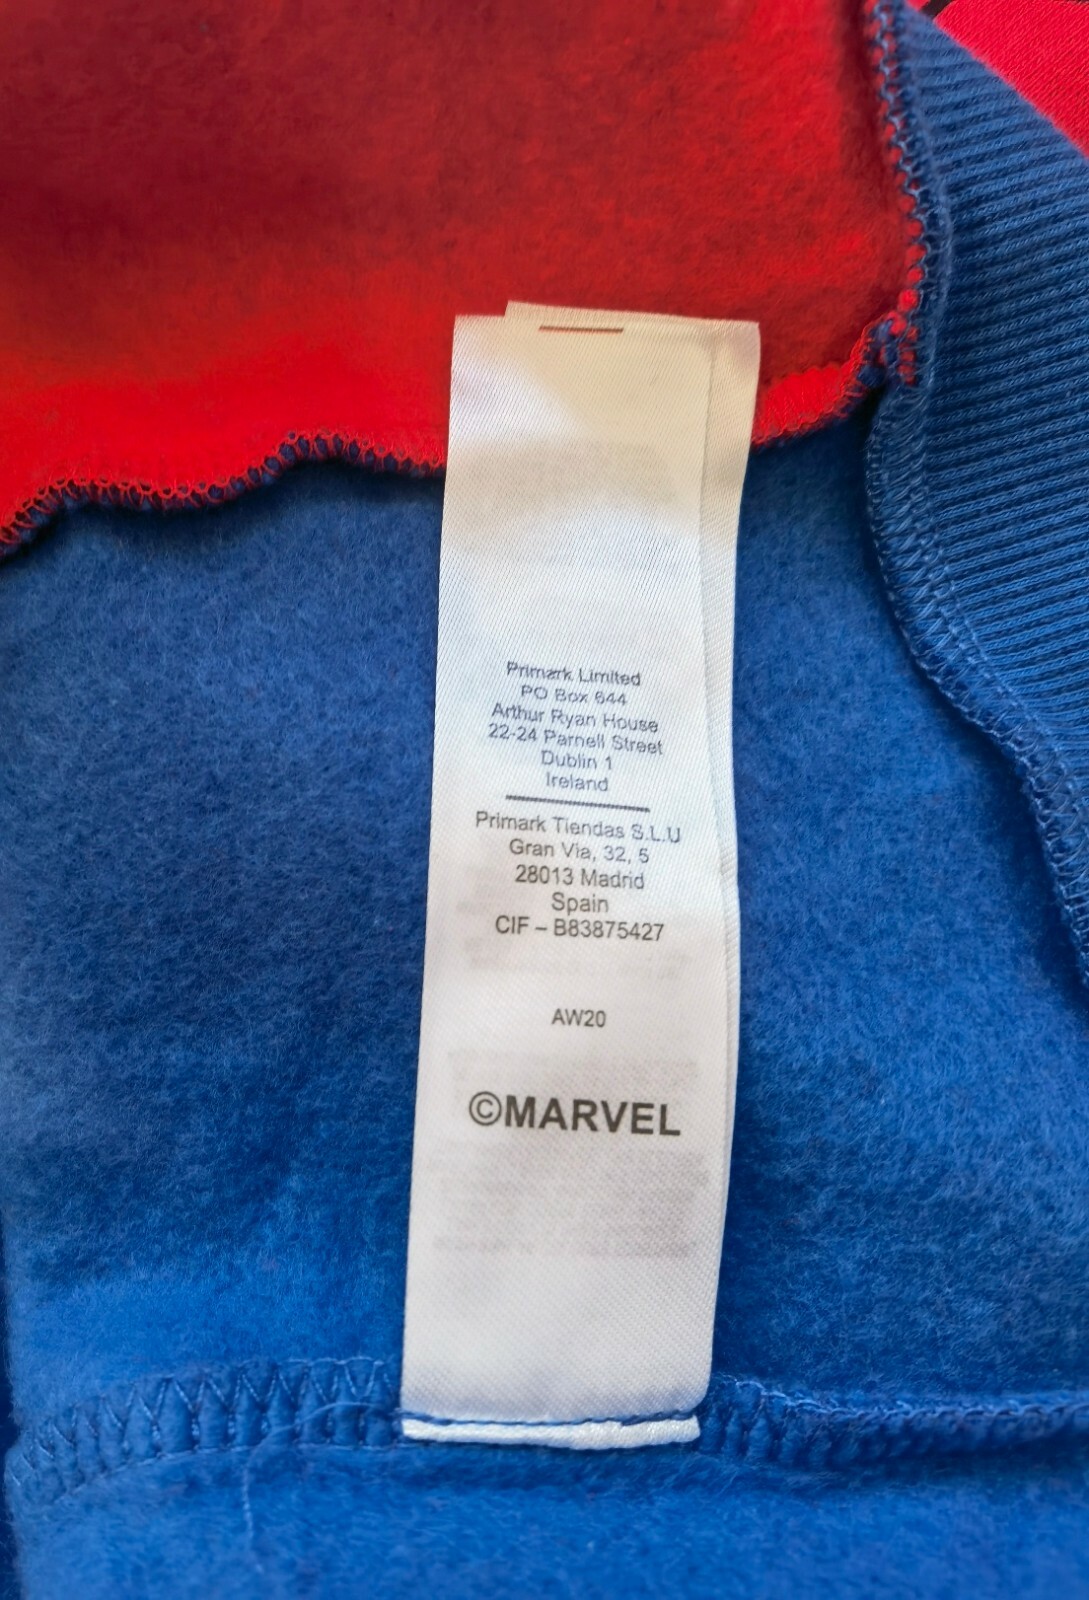 Primark Limited
PO Box 644
Arthur Ryan House
22-24 Parnell Street
Dublin 1
Ireland
Primark Tiendas S.L.U
Gran Via, 32, 5
28013 Madrid
Spain
CIF – B83875427
AW20
©MARVEL